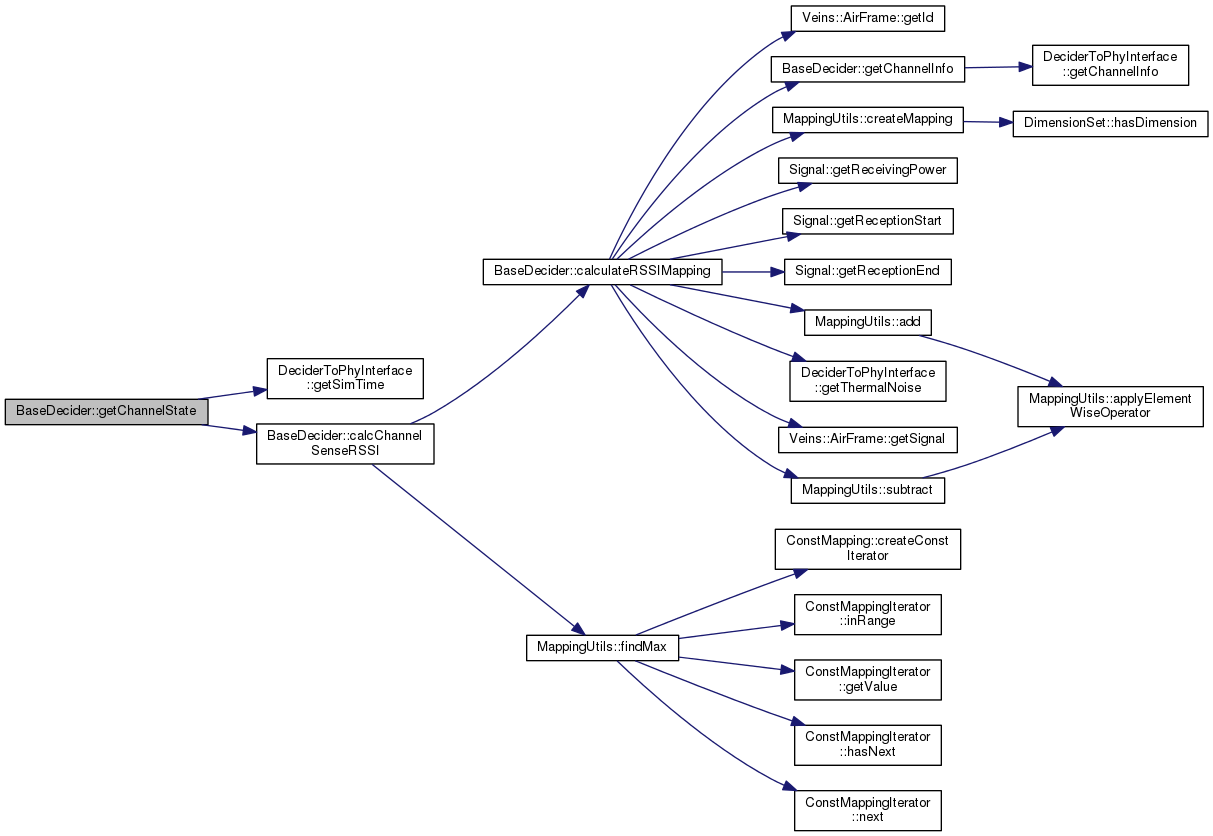 Veins::AirFrame::getId
BaseDecider::getChannelInfo
DeciderToPhyInterface
::getChannelInfo
MappingUtils::createMapping
DimensionSet::hasDimension
Signal::getReceivingPower
Signal::getReceptionStart
BaseDecider::calculateRSSIMapping
Signal::getReceptionEnd
MappingUtils::add
DeciderToPhyInterface
::getSimTime
DeciderToPhyInterface
::getThermalNoise
BaseDecider::getChannelState
MappingUtils::applyElement
WiseOperator
BaseDecider::calcChannel
SenseRSSI
Veins::AirFrame::getSignal
MappingUtils::subtract
ConstMapping::createConst
Iterator
ConstMappingIterator
::inRange
MappingUtils::findMax
ConstMappingIterator
::getValue
ConstMappingIterator
::hasNext
ConstMappingIterator
::next